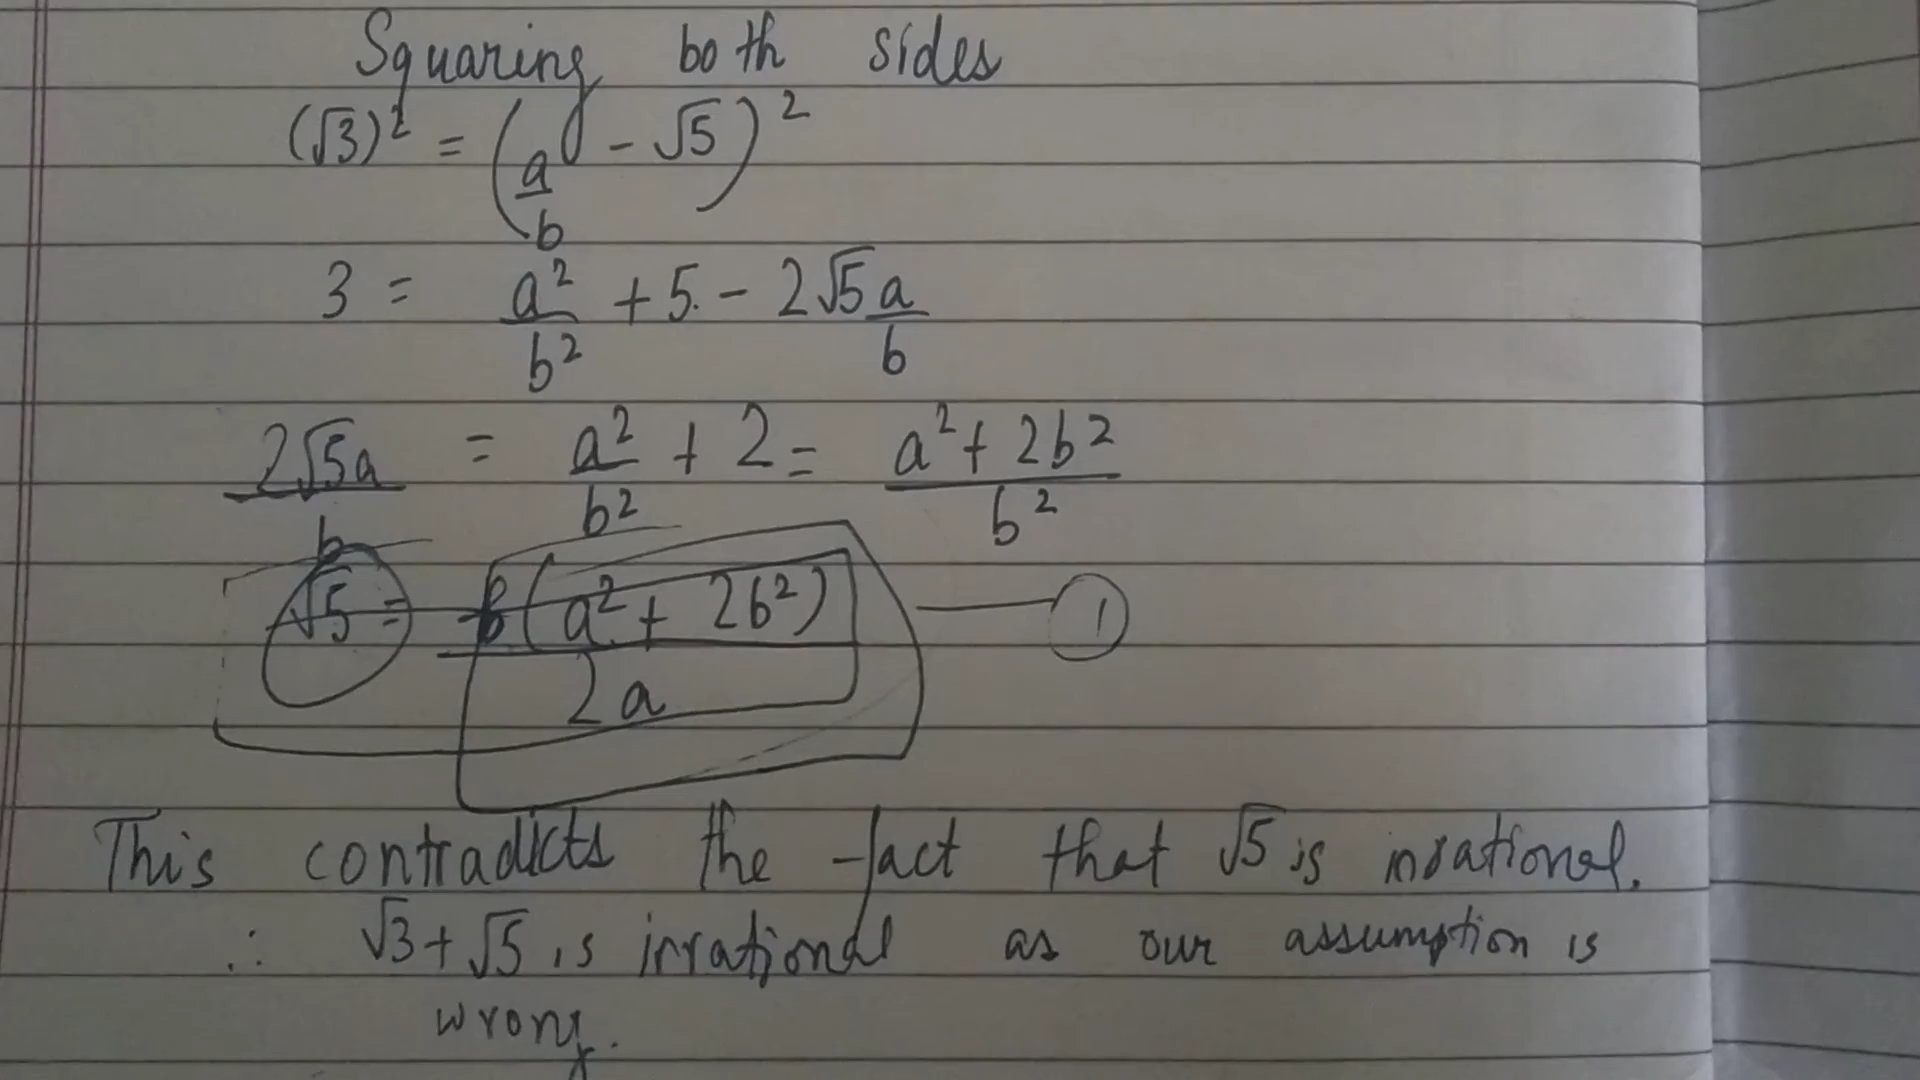 Squaring both sides
(√3)² = (a/b - √5)²
3 = a²/b² + 5 - 2√5a/b
2√5a/b = a²/b² + 2 = (a² + 2b²)/b²
√5 = (a² + 2b²)/2a — ①
This contradicts the fact that √5 is irrational.
∴ √3 + √5 is irrational as our assumption is
wrong.